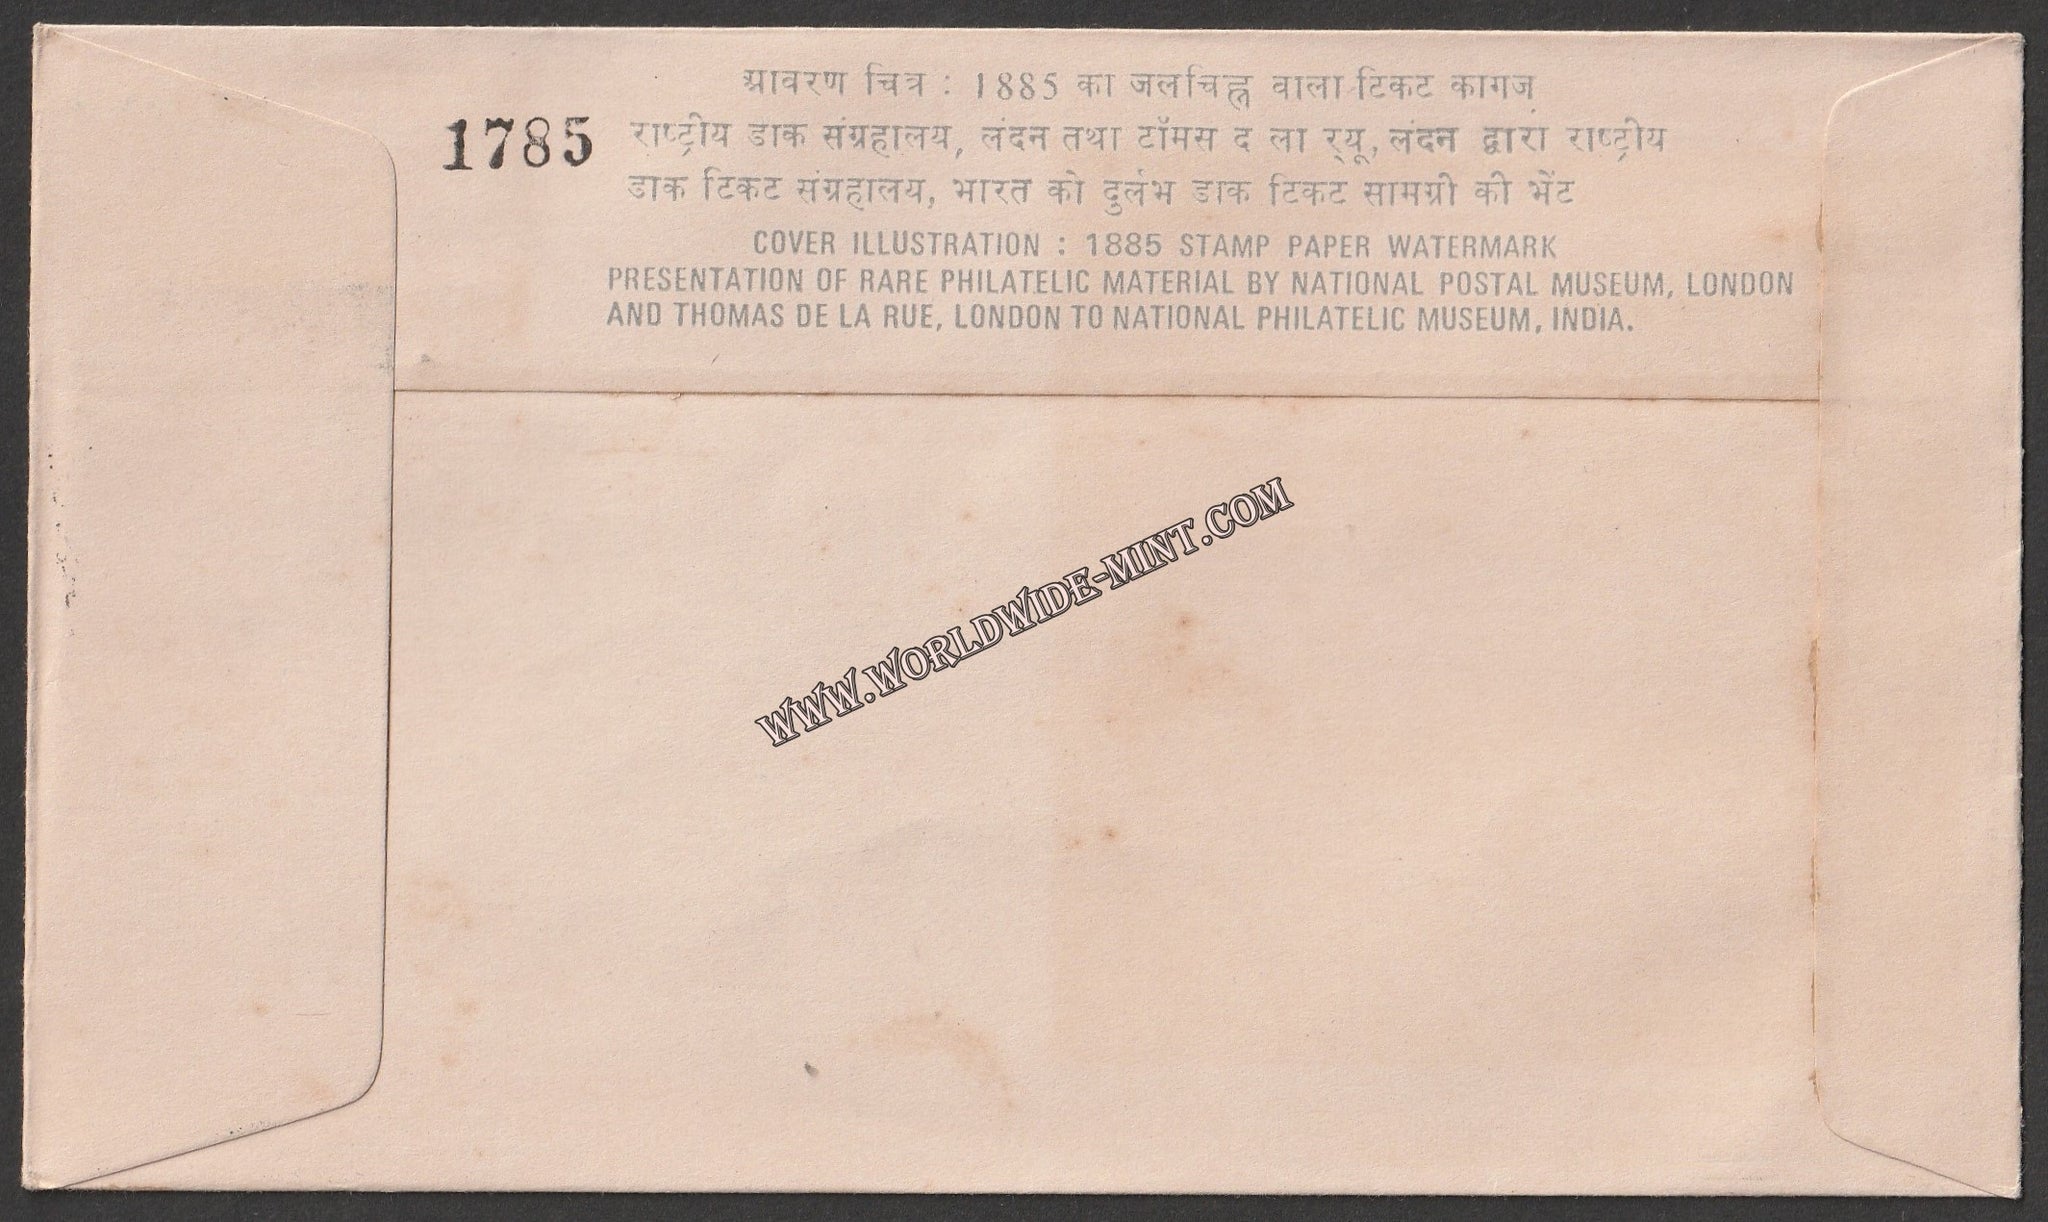 ग्रावरण चित्र : 1885 का जलचिह्न वाला टिकट कागज़
1785
राष्ट्रीय डाक संग्रहालय, लंदन तथा टॉमस द ला र्‌यू, लंदन द्वारा राष्ट्रीय
डाक टिकट संग्रहालय, भारत को दुर्लभ डाक टिकट सामग्री की भेंट
COVER ILLUSTRATION : 1885 STAMP PAPER WATERMARK
PRESENTATION OF RARE PHILATELIC MATERIAL BY NATIONAL POSTAL MUSEUM, LONDON
AND THOMAS DE LA RUE, LONDON TO NATIONAL PHILATELIC MUSEUM, INDIA.
WWW.WORLDWIDE-MINT.COM